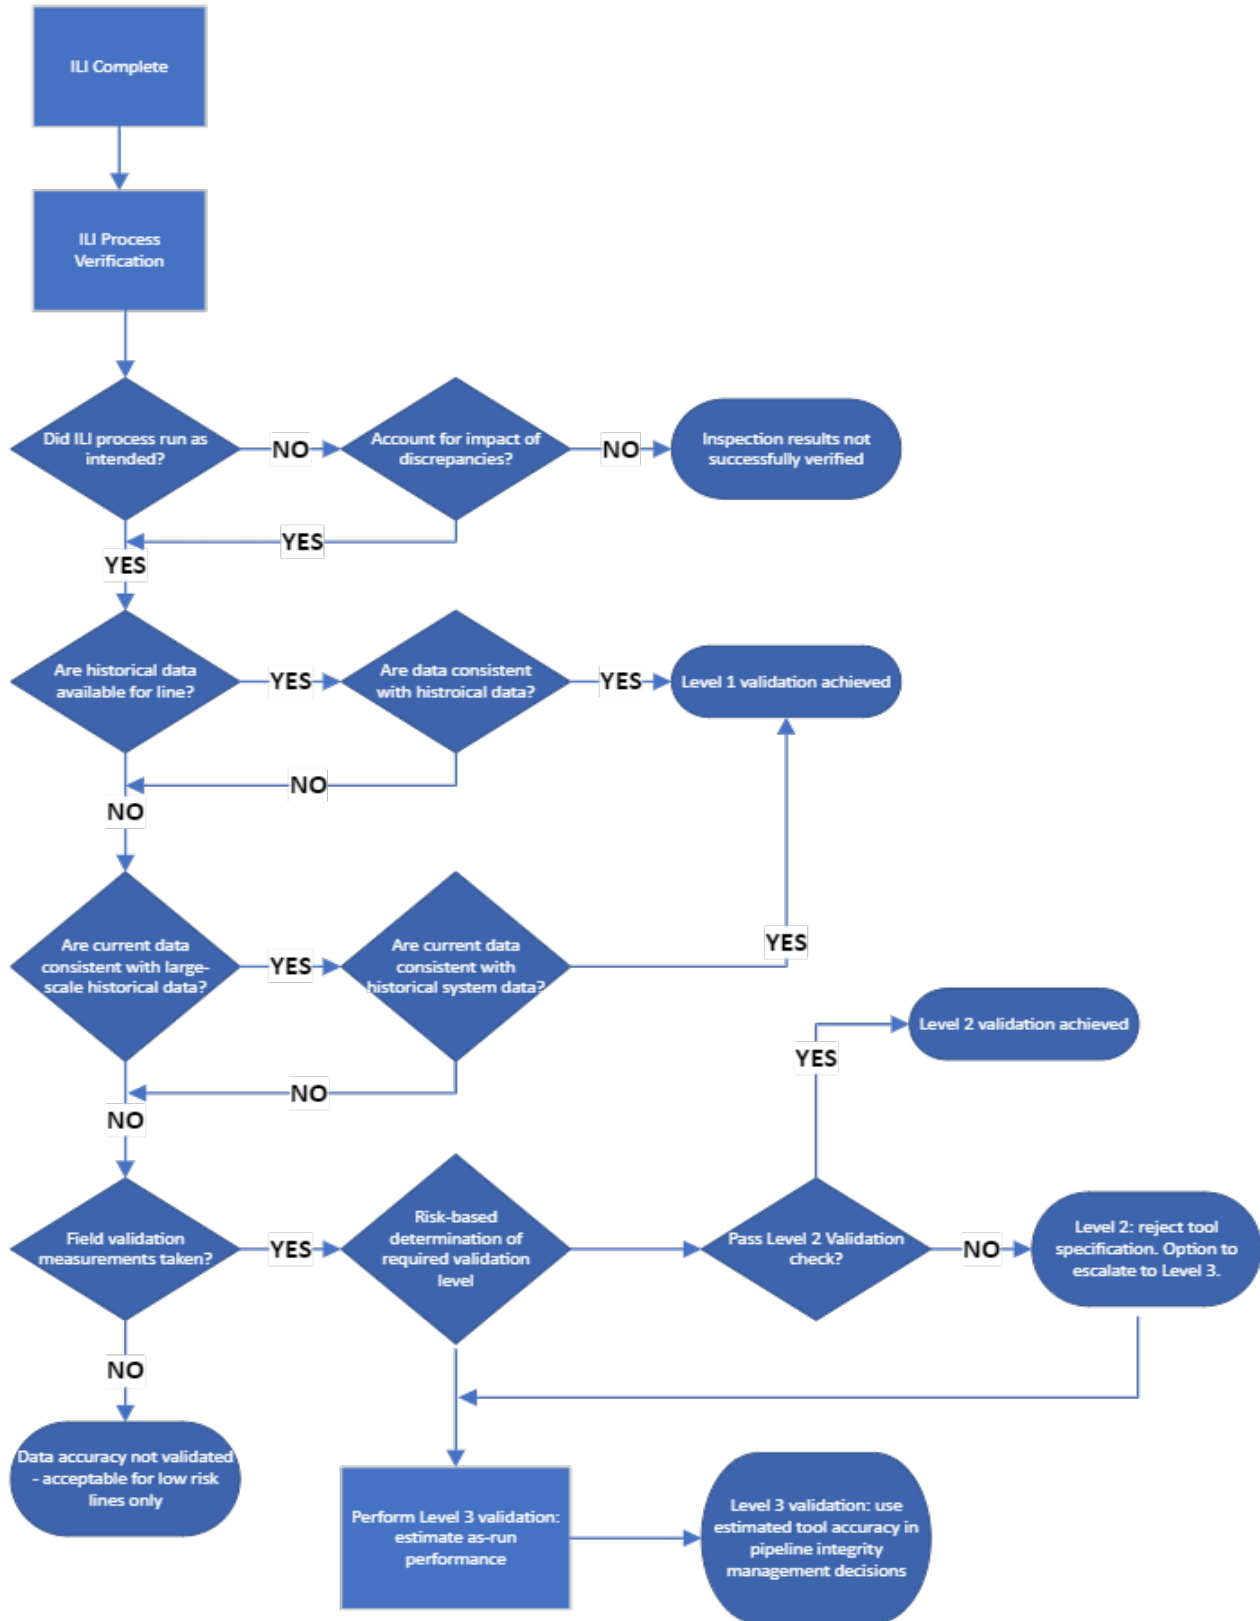 ILI Complete
ILI Process
Verification
Did ILI process run as
intended?
NO
Account for impact of
discrepancies?
NO
Inspection results not
successfully verified
YES
YES
Are historical data
available for line?
YES
Are data consistent
with histroical data?
YES
Level 1 validation achieved
NO
NO
Are current data
consistent with large-
scale historical data?
YES
Are current data
consistent with
historical system data?
YES
Level 2 validation achieved
YES
NO
NO
Field validation
measurements taken?
YES
Risk-based
determination of
required validation
level
Pass Level 2 Validation
check?
NO
Level 2: reject tool
specification. Option to
escalate to Level 3.
NO
Data accuracy not validated
- acceptable for low risk
lines only
Perform Level 3 validation:
estimate as-run
performance
Level 3 validation: use
estimated tool accuracy in
pipeline integrity
management decisions